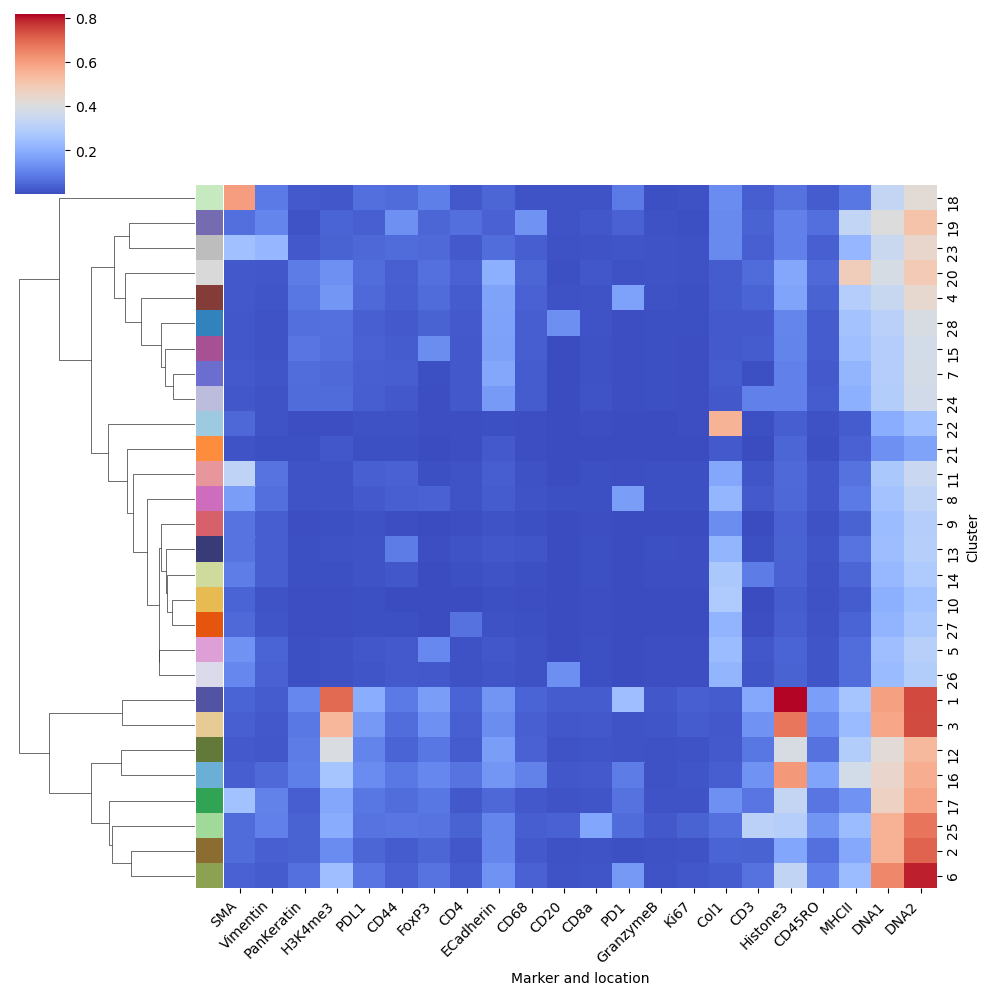 0.8
0.6
0.4
0.2
18
19
23
20
4
28
15
7
24
22
21
11
8
9
13
14
10
27
5
26
1
3
12
16
17
25
2
6
Cluster
SMA
Vimentin
PanKeratin
H3K4me3
PDL1
CD44
FoxP3
CD4
ECadherin
CD68
CD20
CD8a
PD1
GranzymeB
Ki67
Col1
CD3
Histone3
CD45RO
MHCII
DNA1
DNA2
Marker and location